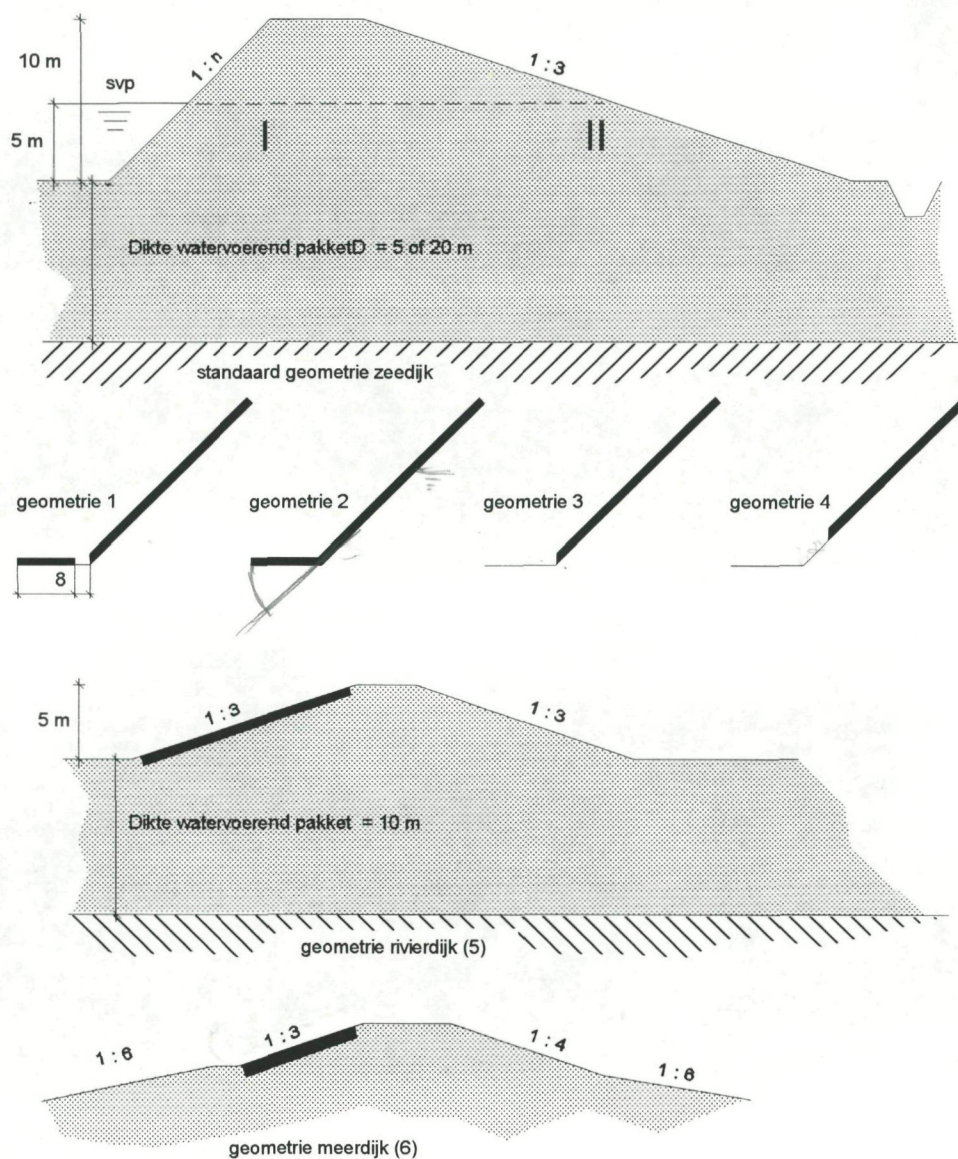 10 m
1:n
1:3
svp
5 m
I
II
Dikte watervoerend pakketD = 5 of 20 m
standaard geometrie zeedijk
geometrie 1
geometrie 2
geometrie 3
geometrie 4
8
5 m
1:3
1:3
Dikte watervoerend pakket = 10 m
geometrie rivierdijk (5)
1:6
1:3
1:4
1:6
geometrie meerdijk (6)